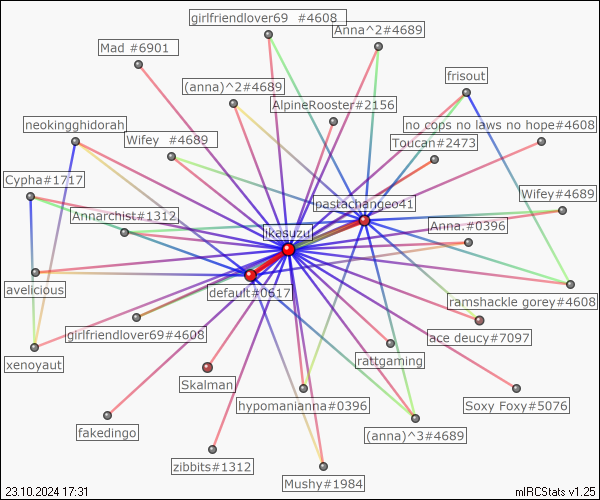 girlfriendlover69 #4608
Anna^2#4689
Mad #6901
frisout
(anna)^2#4689
AlpineRooster#2156
neokingghidorah
no cops no laws no hope#4608
Wifey #4689
Toucan#2473
Cypha#1717
Wifey#4689
pastachangeo41
Annarchist#1312
Anna.#0396
jkasuzu
avelicious
default#0617
ramshackle gorey#4608
girlfriendlover69#4608
ace deucy#7097
xenoyaut
rattgaming
Skalman
hypomanianna#0396
Soxy Foxy#5076
fakedingo
(anna)^3#4689
zibbits#1312
Mushy#1984
23.10.2024 17:31
mIRCStats v1.25